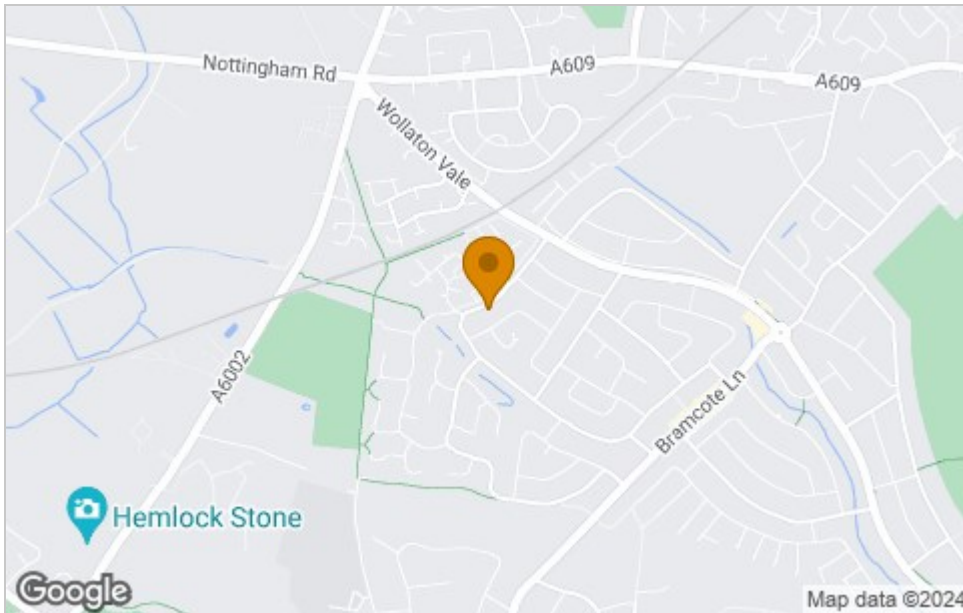 Nottingham Rd
A609
A609
Wollaton Vale
A6002
Bramcote Ln
Hemlock Stone
Google
Map data ©2024